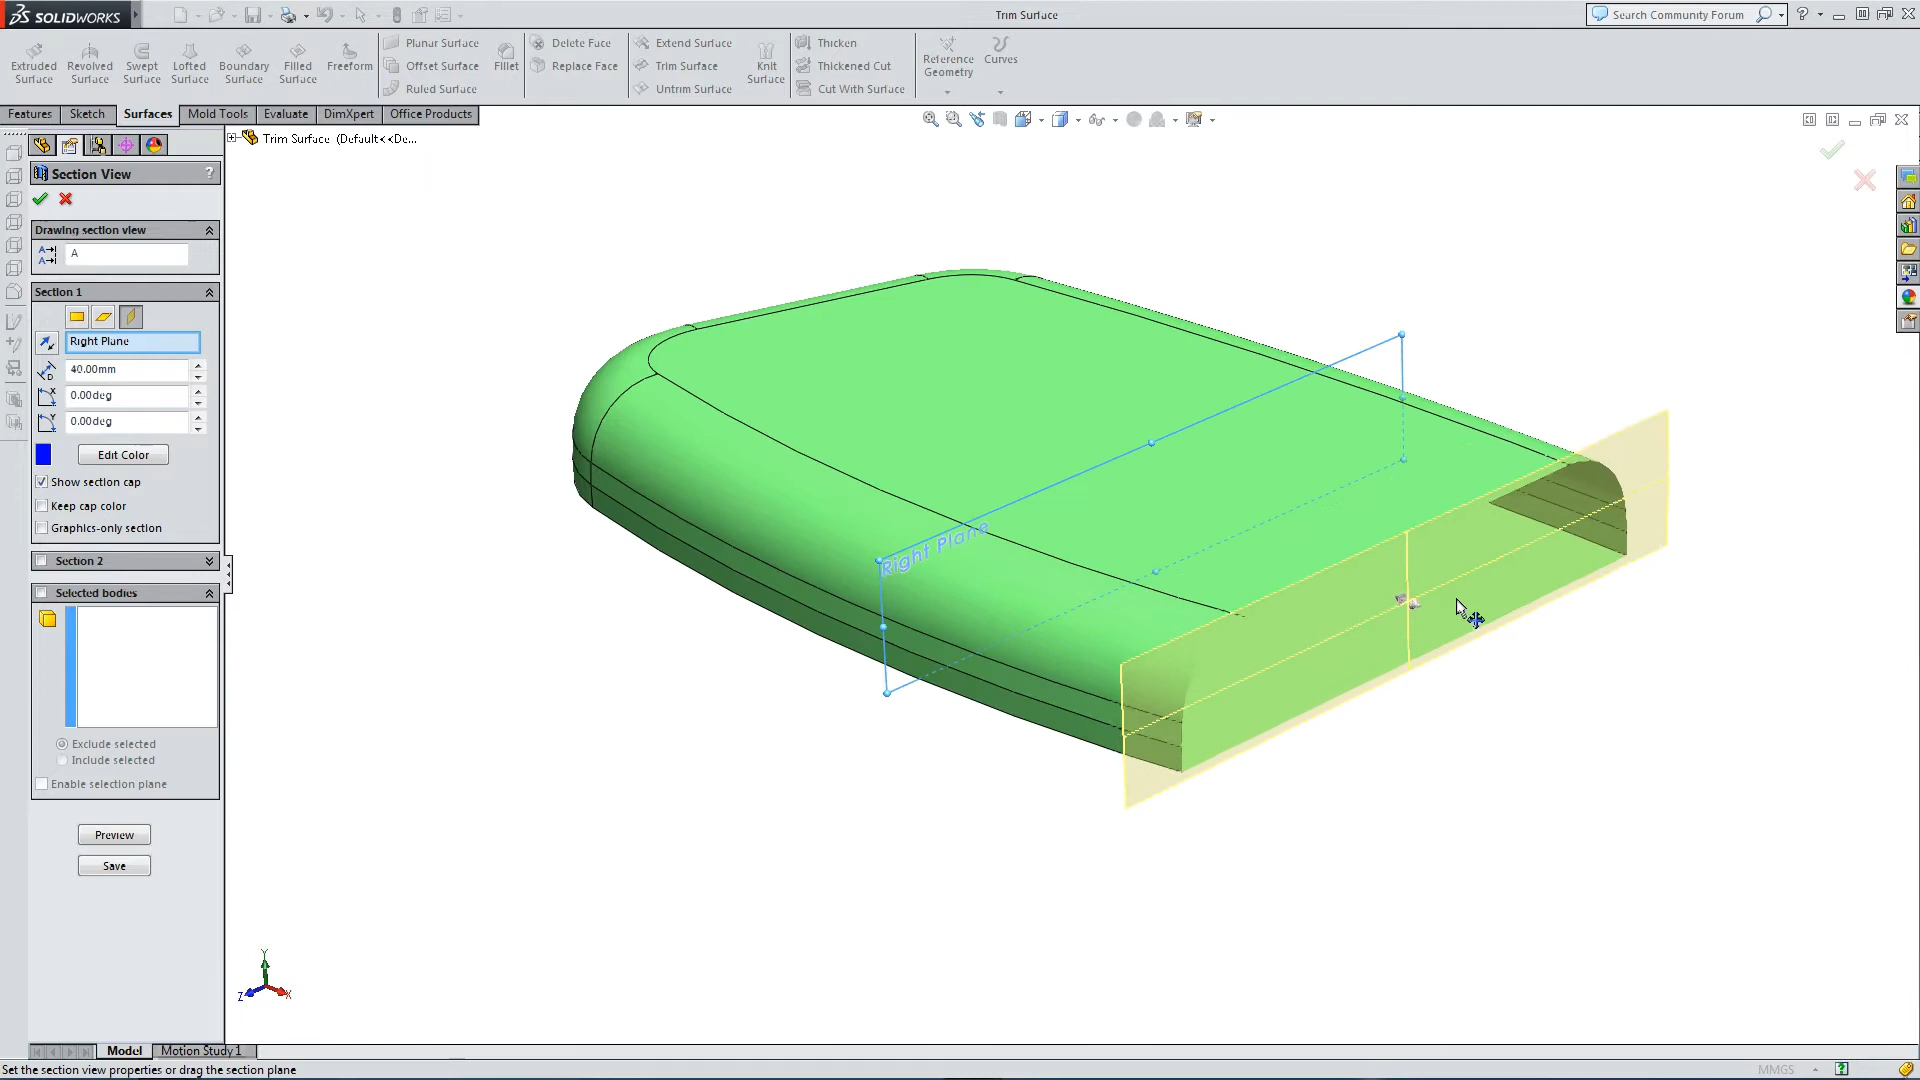 SOLIDWORKS
Trim Surface
Search Community Forum
Extruded Surface
Revolved Surface
Swept Surface
Lofted Surface
Boundary Surface
Filled Surface
Freeform
Planar Surface
Offset Surface
Ruled Surface
Fillet
Delete Face
Replace Face
Extend Surface
Trim Surface
Untrim Surface
Knit Surface
Thicken
Thickened Cut
Cut With Surface
Reference Geometry
Curves
Features
Sketch
Surfaces
Mold Tools
Evaluate
DimXpert
Office Products
Trim Surface (Default<<De...
Section View
?
Drawing section view
A
Section 1
Right Plane
40.00mm
0.00deg
0.00deg
Edit Color
Show section cap
Keep cap color
Graphics-only section
Section 2
Selected bodies
Exclude selected
Include selected
Enable selection plane
Preview
Save
Right Plane
Y
Z
X
Model
Motion Study 1
Set the section view properties or drag the section plane
MMGS